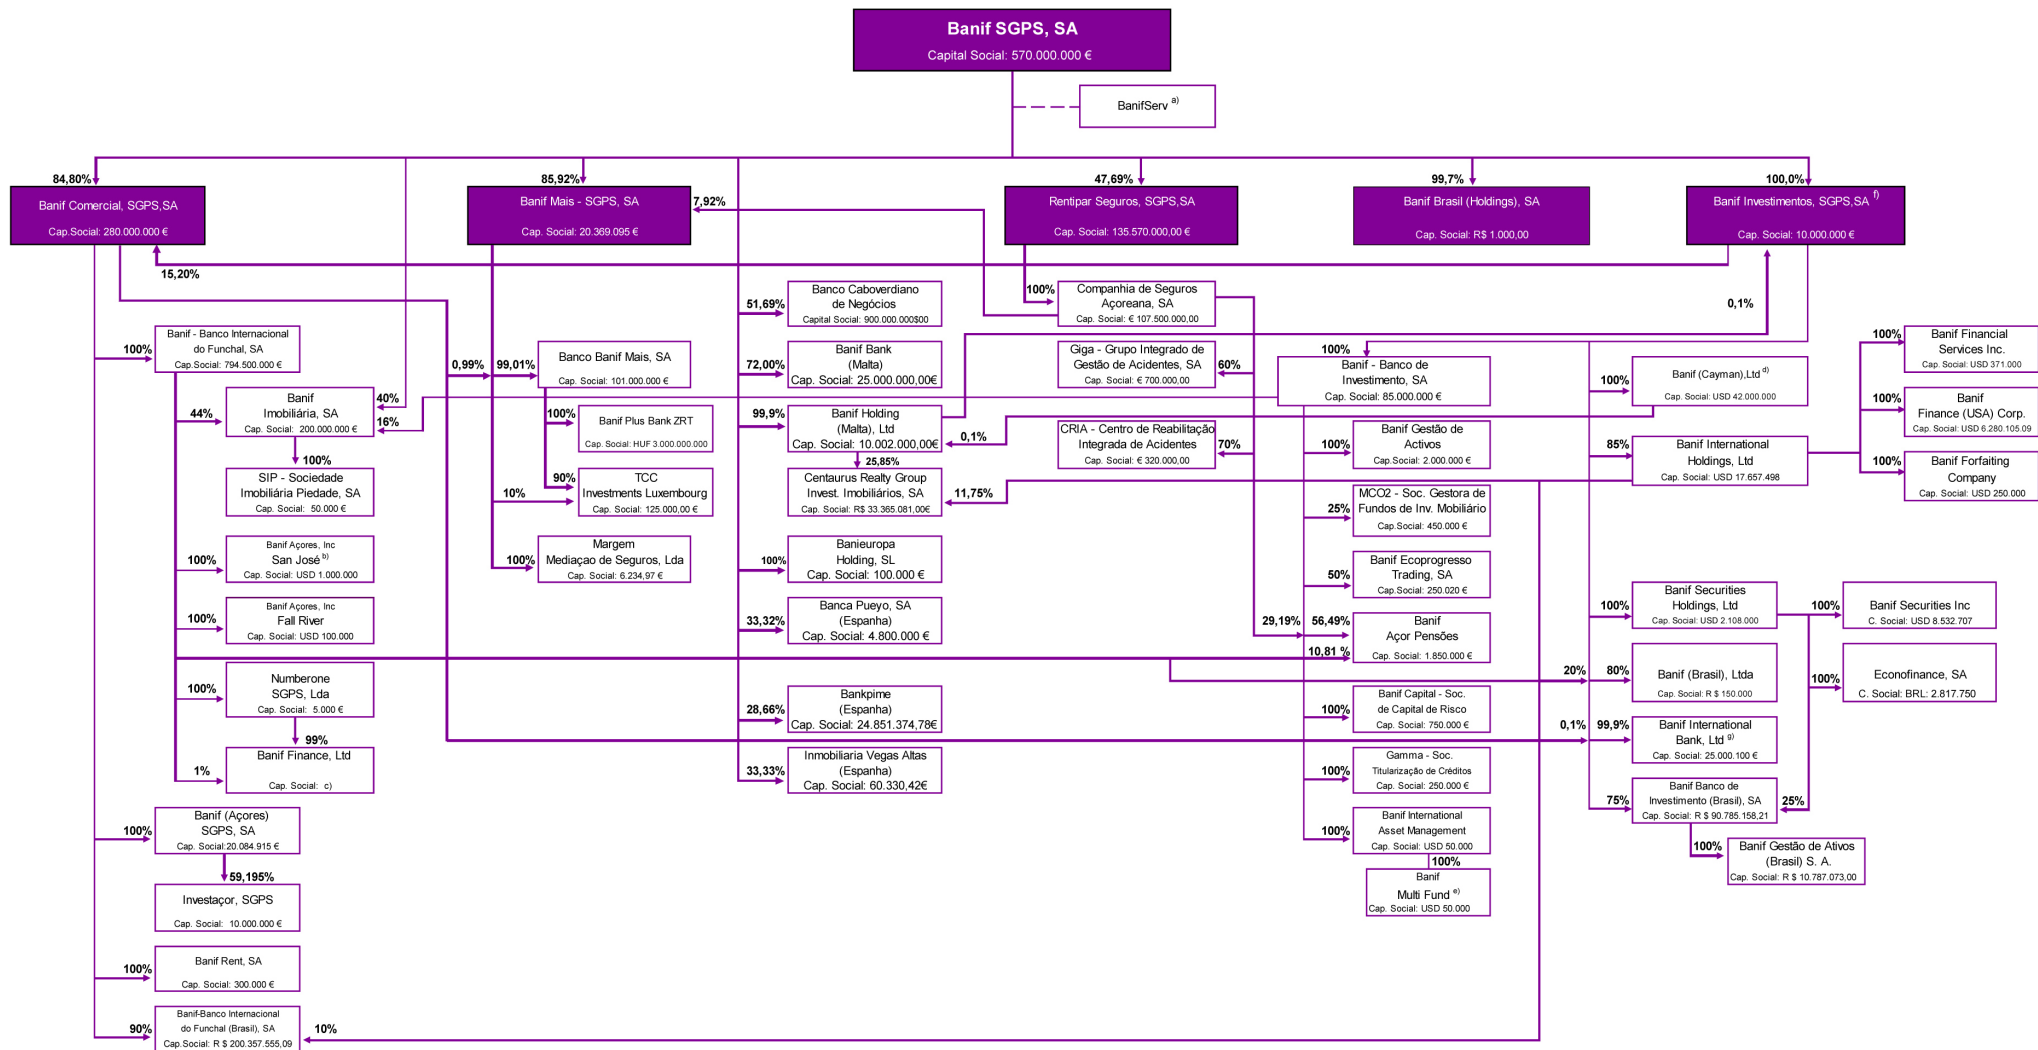 Banif SGPS, SA
Capital Social: 570.000.000 €
BanifServ a)
84,80%
Banif Comercial, SGPS,SA
Cap.Social: 280.000.000 €
15,20%
85,92%
Banif Mais - SGPS, SA
Cap. Social: 20.369.095 €
7,92%
47,69%
Rentipar Seguros, SGPS,SA
Cap. Social: 135.570.000,00 €
99,7%
Banif Brasil (Holdings), SA
Cap. Social: R$ 1.000,00
100,0%
Banif Investimentos, SGPS,SA f)
Cap. Social: 10.000.000 €
0,1%
100%
Banif - Banco Internacional
do Funchal, SA
Cap.Social: 794.500.000 €
44%
Banif
Imobiliária, SA
Cap. Social: 200.000.000 €
40%
16%
100%
SIP - Sociedade
Imobiliária Piedade, SA
Cap. Social: 50.000 €
100%
Banif Açores, Inc
San José b)
Cap. Social: USD 1.000.000
100%
Banif Açores, Inc
Fall River
Cap. Social: USD 100.000
100%
Numberone
SGPS, Lda
Cap. Social: 5.000 €
99%
1%
Banif Finance, Ltd
Cap. Social: c)
100%
Banif (Açores)
SGPS, SA
Cap. Social:20.084.915 €
59,195%
Investaçor, SGPS
Cap. Social: 10.000.000 €
100%
Banif Rent, SA
Cap. Social: 300.000 €
90%
Banif-Banco Internacional
do Funchal (Brasil), SA
Cap.Social: R $ 200.357.555,09
10%
0,99%
99,01%
Banco Banif Mais, SA
Cap. Social: 101.000.000 €
100%
Banif Plus Bank ZRT
Cap. Social: HUF 3.000.000.000
90%
10%
TCC
Investments Luxembourg
Cap. Social: 125.000,00 €
100%
Margem
Mediaçao de Seguros, Lda
Cap. Social: 6.234,97 €
51,69%
Banco Caboverdiano
de Negócios
Capital Social: 900.000.000$00
72,00%
Banif Bank
(Malta)
Cap. Social: 25.000.000,00€
99,9%
Banif Holding
(Malta), Ltd
Cap. Social: 10.002.000,00€
0,1%
25,85%
Centaurus Realty Group
Invest. Imobiliários, SA
Cap. Social: R$ 33.365.081,00€
11,75%
100%
Banieuropa
Holding, SL
Cap. Social: 100.000 €
33,32%
Banca Pueyo, SA
(Espanha)
Cap. Social: 4.800.000 €
28,66%
Bankpime
(Espanha)
Cap. Social: 24.851.374,78€
33,33%
Inmobiliaria Vegas Altas
(Espanha)
Cap. Social: 60.330,42€
100%
Companhia de Seguros
Açoreana, SA
Cap. Social: € 107.500.000,00
Giga - Grupo Integrado de
Gestão de Acidentes, SA
Cap. Social: € 700.000,00
60%
CRIA - Centro de Reabilitação
Integrada de Acidentes
Cap. Social: € 320.000,00
70%
100%
Banif - Banco de
Investimento, SA
Cap. Social: 85.000.000 €
100%
Banif Gestão de
Activos
Cap. Social: 2.000.000 €
25%
MCO2 - Soc. Gestora de
Fundos de Inv. Mobiliário
Cap.Social: 450.000 €
50%
Banif Ecoprogresso
Trading, SA
Cap.Social: 250.020 €
29,19%
56,49%
10,81 %
Banif
Açor Pensões
Cap. Social: 1.850.000 €
100%
Banif Capital - Soc.
de Capital de Risco
Cap. Social: 750.000 €
100%
Gamma - Soc.
Titularização de Créditos
Cap. Social: 250.000 €
100%
Banif International
Asset Management
Cap. Social: USD 50.000
100%
Banif
Multi Fund e)
Cap. Social: USD 50.000
100%
Banif (Cayman),Ltd d)
Cap. Social: USD 42.000.000
85%
Banif International
Holdings, Ltd
Cap. Social: USD 17.657.498
100%
Banif Financial
Services Inc.
Cap. Social: USD 371.000
100%
Banif
Finance (USA) Corp.
Cap. Social: USD 6.280.105.09
100%
Banif Forfaiting
Company
Cap. Social: USD 250.000
100%
Banif Securities
Holdings, Ltd
Cap. Social: USD 2.108.000
100%
Banif Securities Inc
C. Social: USD 8.532.707
20%
80%
Banif (Brasil), Ltda
Cap. Social: R $ 150.000
100%
Econofinance, SA
C. Social: BRL: 2.817.750
0,1%
99,9%
Banif International
Bank, Ltd g)
Cap. Social: 25.000.100 €
75%
Banif Banco de
Investimento (Brasil), SA
Cap. Social: R $ 90.785.158,21
25%
100%
Banif Gestão de Ativos
(Brasil) S. A.
Cap. Social: R $ 10.787.073,00